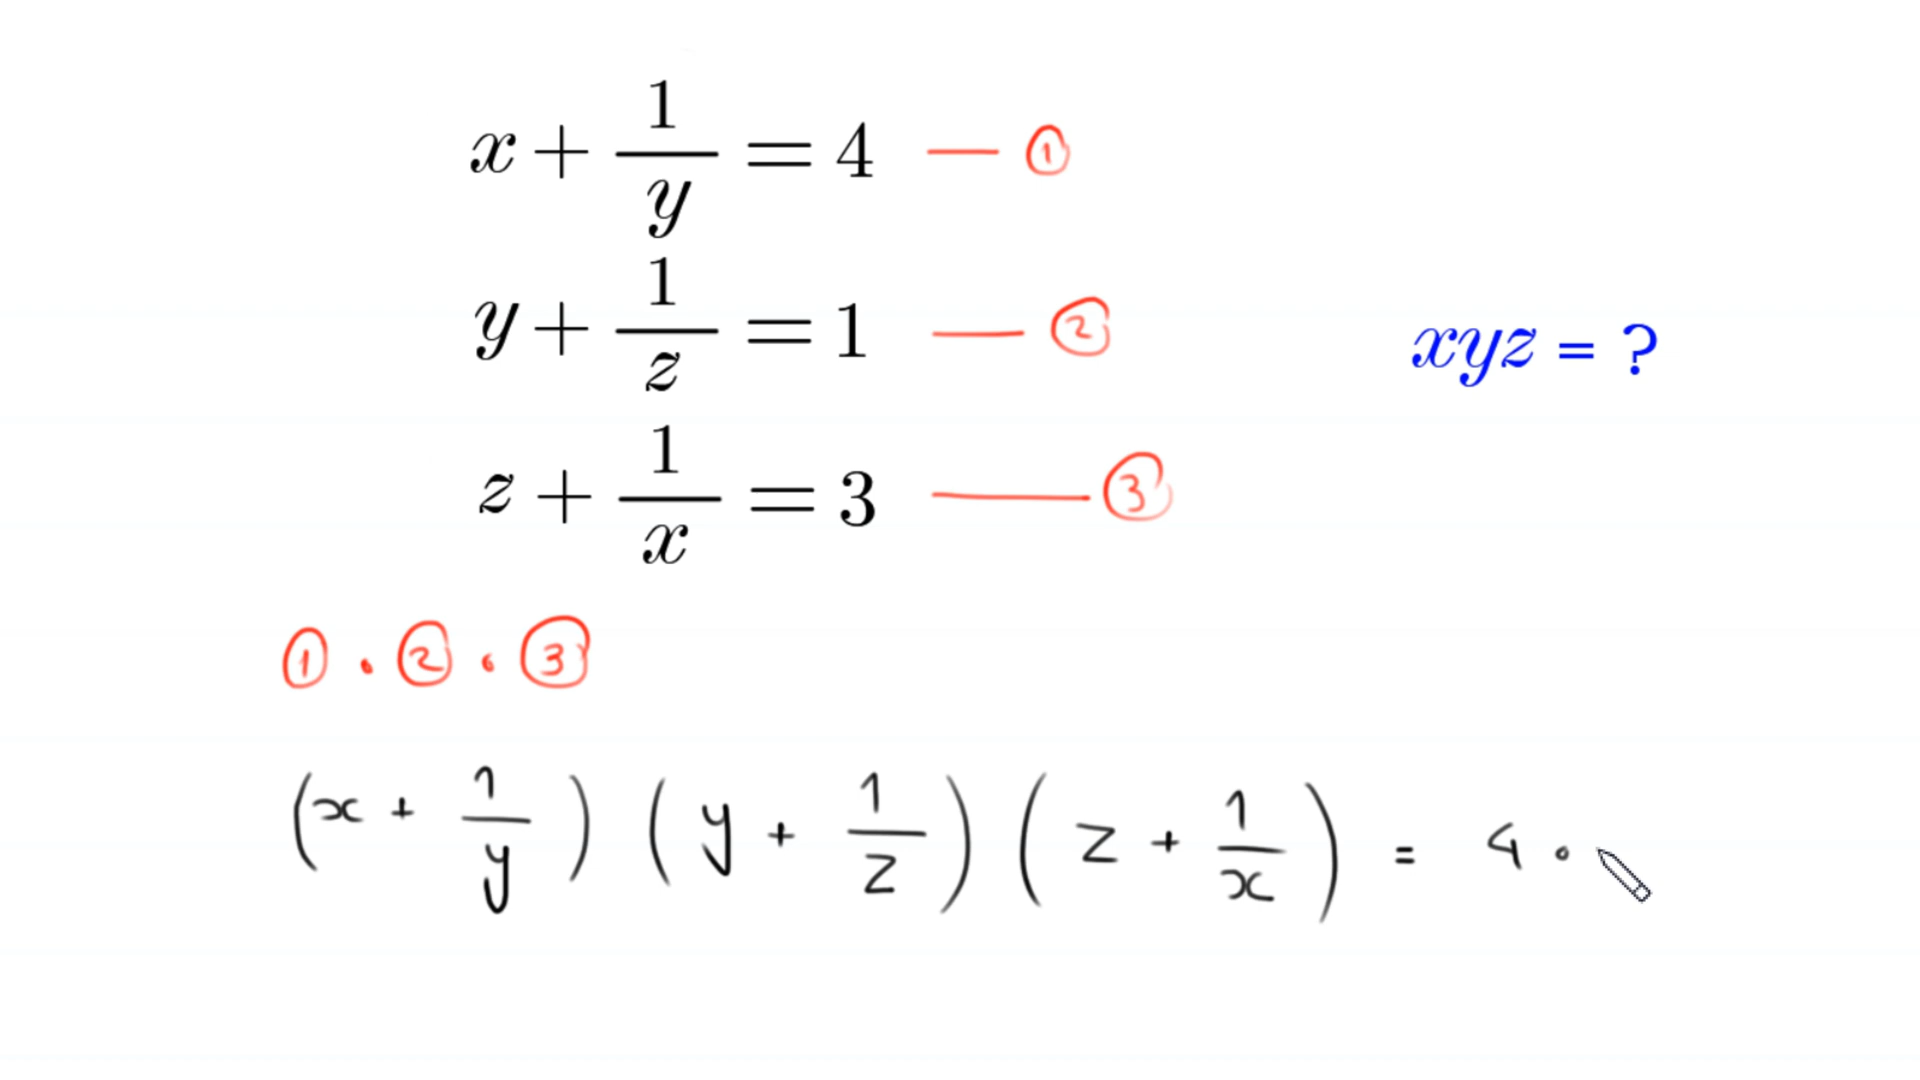 x + 1/y = 4 — ①
y + 1/z = 1 — ②
xyz = ?
z + 1/x = 3 — ③
① · ② · ③
(x + 1/y) (y + 1/z) (z + 1/x) = 4 ·